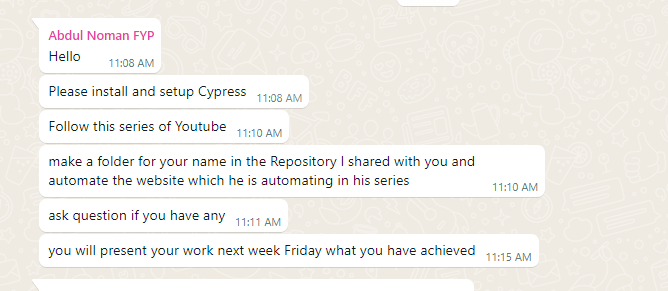 Abdul Noman FYP
Hello
11:08 AM
Please install and setup Cypress
11:08 AM
Follow this series of Youtube
11:10 AM
make a folder for your name in the Repository I shared with you and
automate the website which he is automating in his series
11:10 AM
ask question if you have any
11:11 AM
you will present your work next week Friday what you have achieved
11:15 AM